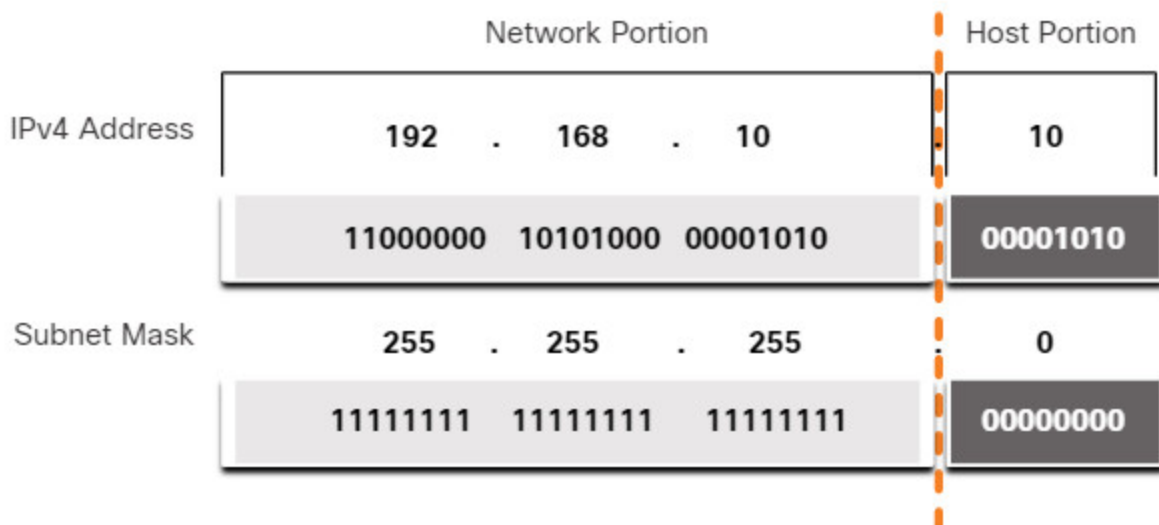 Network Portion Host Portion
IPv4 Address 192 . 168 . 10 . 10
11000000 10101000 00001010 00001010
Subnet Mask 255 . 255 . 255 . 0
11111111 11111111 11111111 00000000